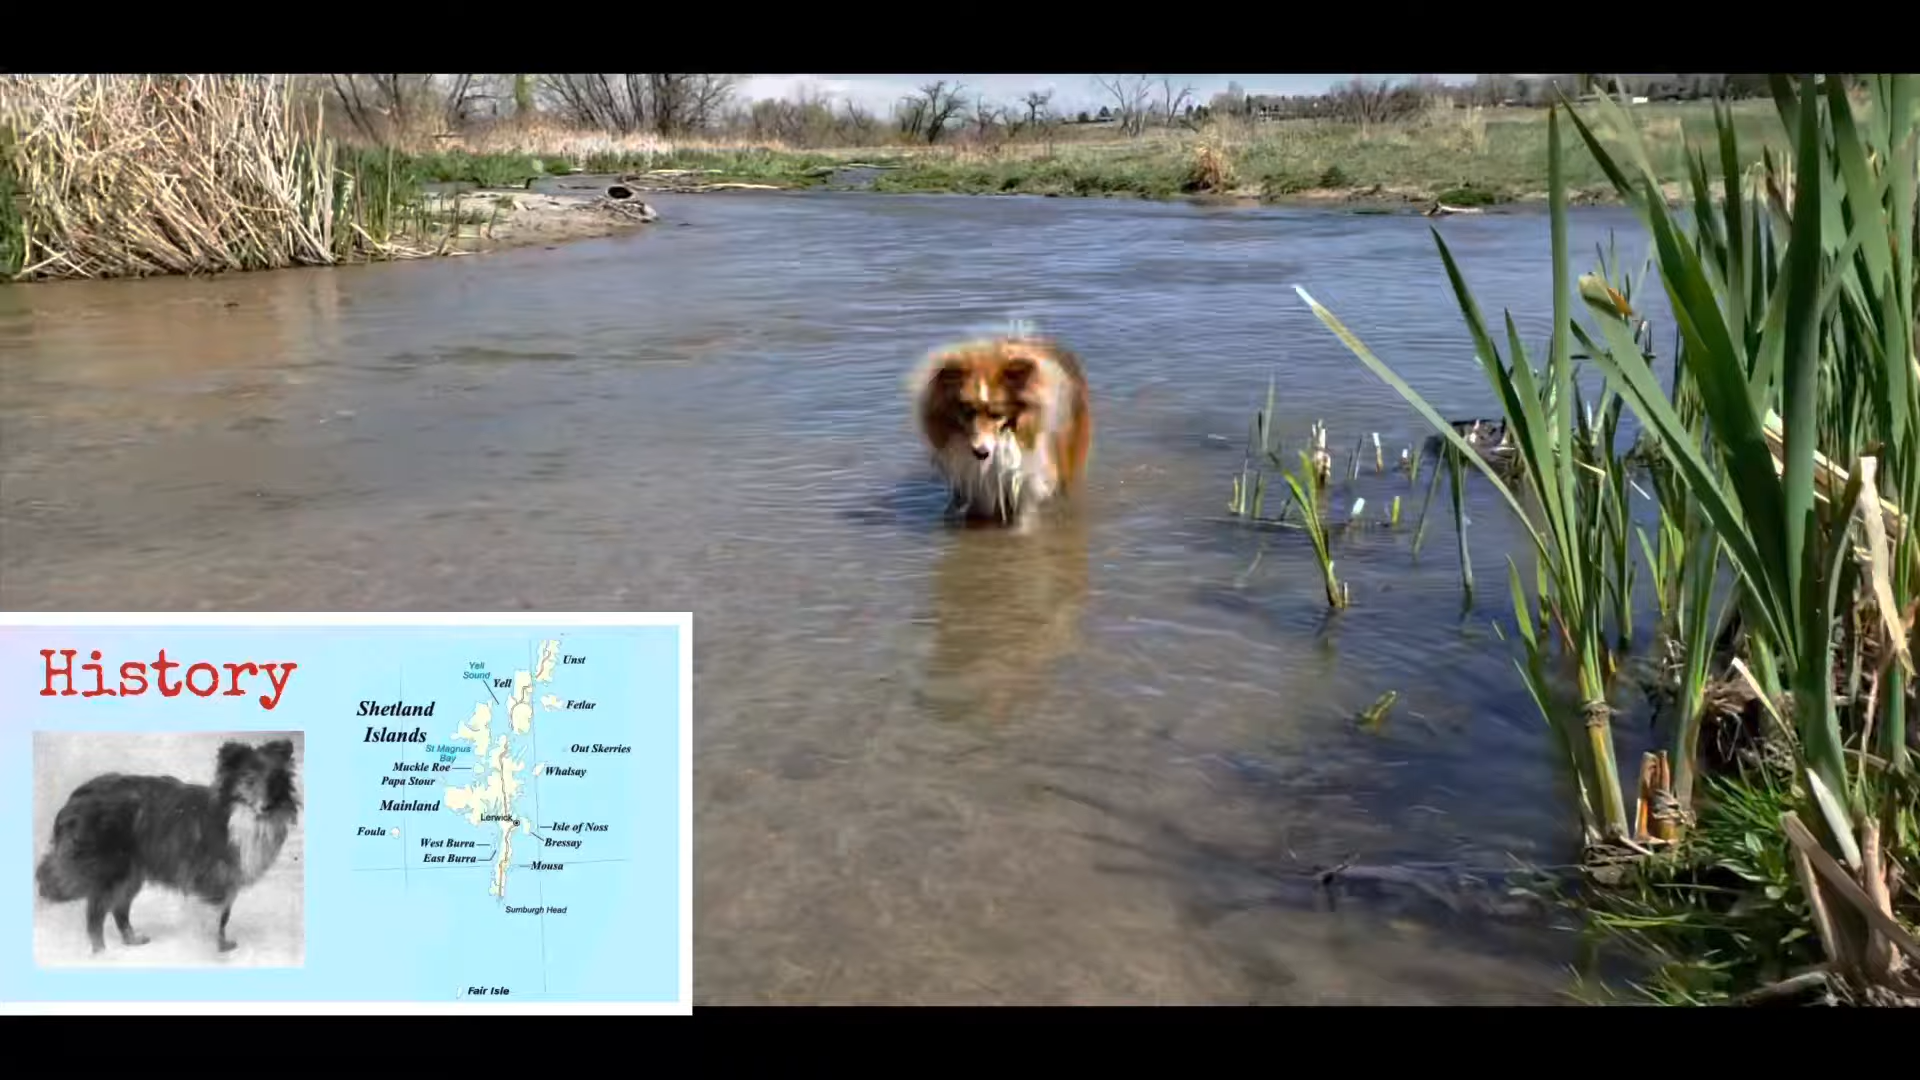 History
Unst
Yell
Sound
Yell
Fetlar
Shetland
Islands
St Magnus
Bay
Out Skerries
Muckle Roe
Whalsay
Papa Stour
Mainland
Lerwick
Foula
Isle of Noss
West Burra
Bressay
East Burra
Mousa
Sumburgh Head
Fair Isle